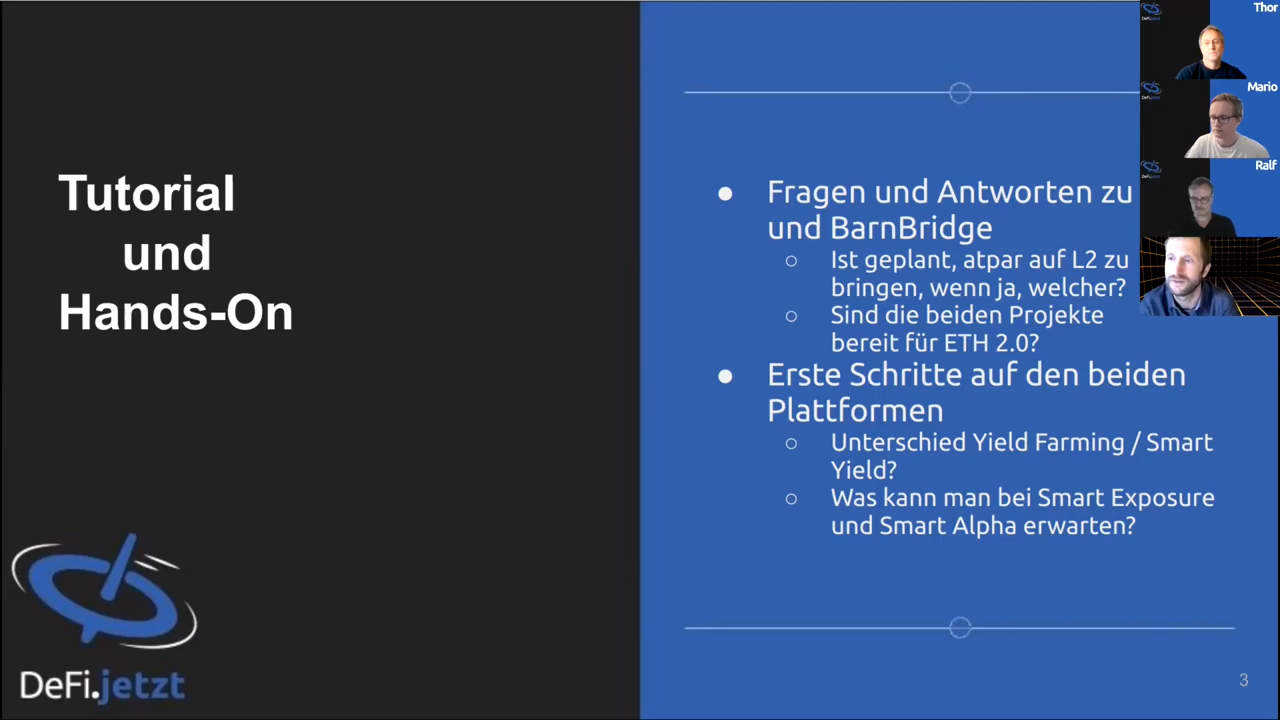 Tutorial
und
Hands-On
DeFi.jetzt
Fragen und Antworten zu
und BarnBridge
Ist geplant, atpar auf L2 zu
bringen, wenn ja, welcher?
Sind die beiden Projekte
bereit für ETH 2.0?
Erste Schritte auf den beiden
Plattformen
Unterschied Yield Farming / Smart
Yield?
Was kann man bei Smart Exposure
und Smart Alpha erwarten?
3
Thor
Mario
Ralf